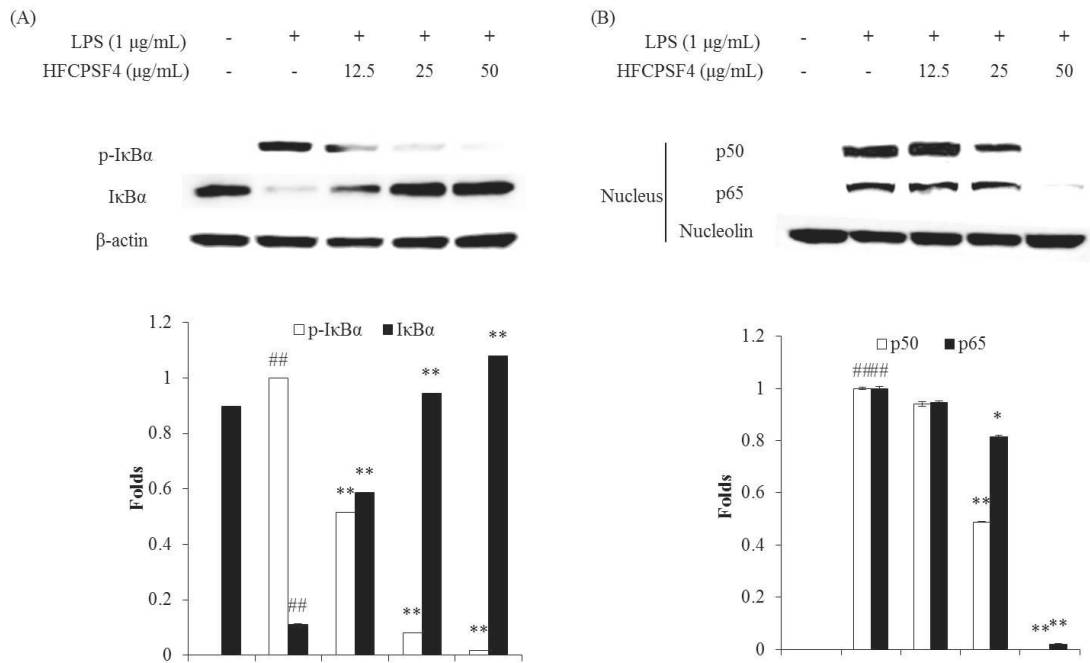 (A)
LPS (1 μg/mL) - + + + +
HFCPSF4 (μg/mL) - - 12.5 25 50
p-IκBα
IκBα
β-actin
1.2
1
0.8
0.6
0.4
0.2
0
Folds
p-IκBα IκBα
##
##
**
**
**
**
**
**
(B)
LPS (1 μg/mL) - + + + +
HFCPSF4 (μg/mL) - - 12.5 25 50
Nucleus
p50
p65
Nucleolin
1.2
1
0.8
0.6
0.4
0.2
0
Folds
p50 p65
####
*
**
** **